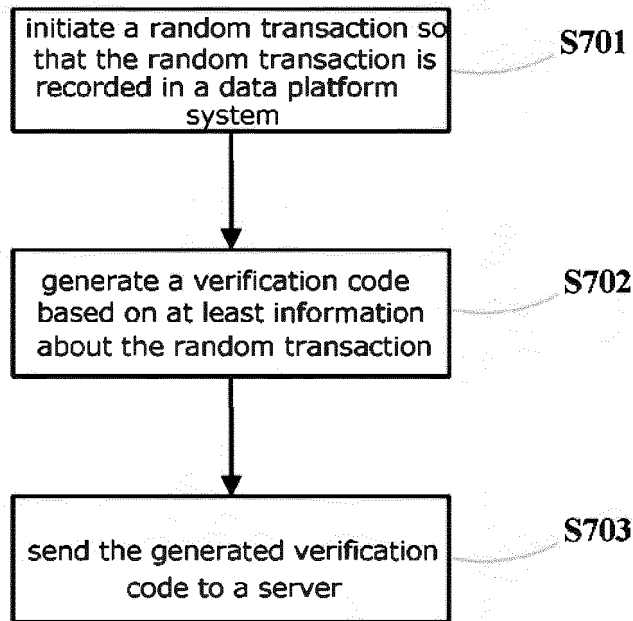 initiate a random transaction so
that the random transaction is
recorded in a data platform
system
S701
generate a verification code
based on at least information
about the random transaction
S702
send the generated verification
code to a server
S703